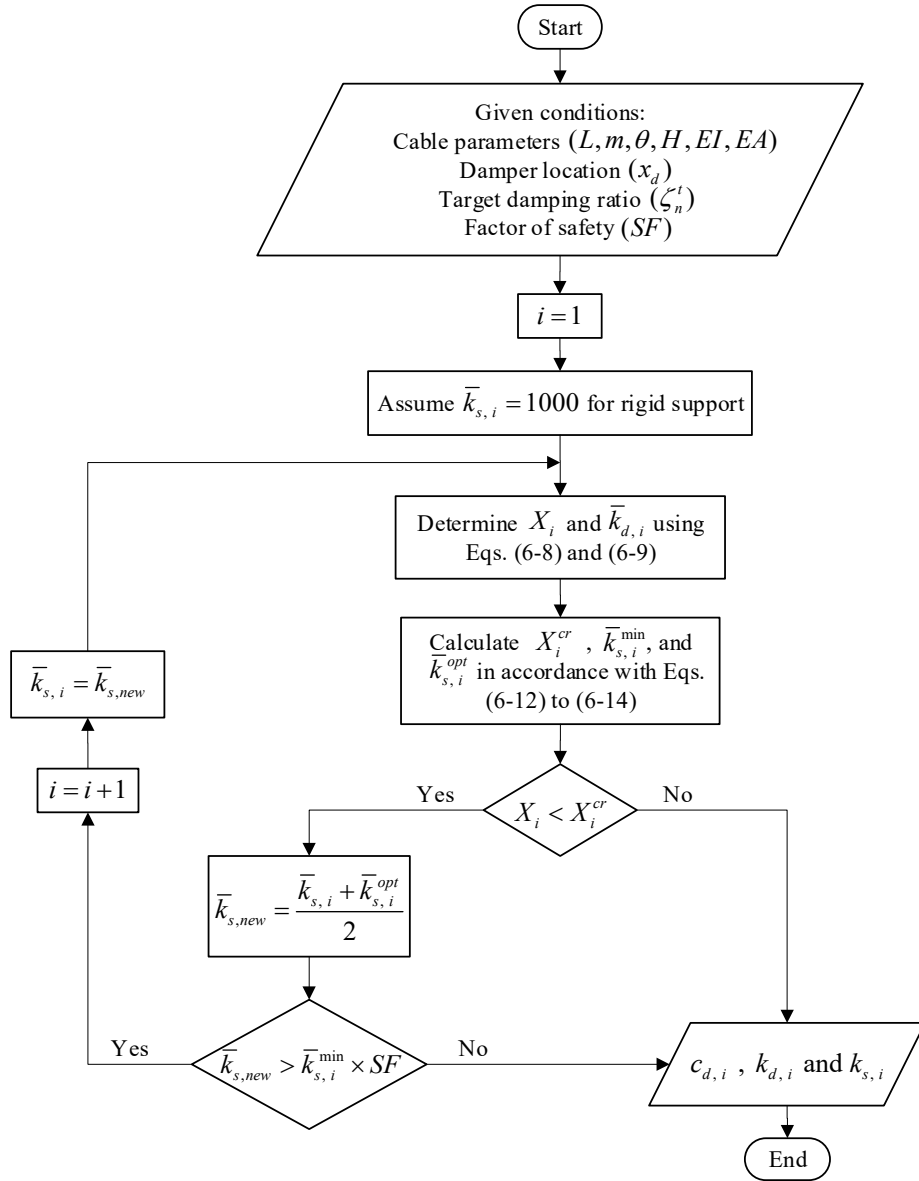 Start
Given conditions:
Cable parameters (L, m, θ, H, EI, EA)
Damper location (x_d)
Target damping ratio (ζ_n^t)
Factor of safety (SF)
i = 1
Assume k̅_{s, i} = 1000 for rigid support
Determine X_i and k̅_{d, i} using
Eqs. (6-8) and (6-9)
Calculate X_i^{cr} , k̅_{s, i}^{min}, and
k̅_{s, i}^{opt} in accordance with Eqs.
(6-12) to (6-14)
k̅_{s, i} = k̅_{s,new}
i = i + 1
Yes
X_i < X_i^{cr}
No
k̅_{s,new} = (k̅_{s, i} + k̅_{s, i}^{opt}) / 2
Yes
k̅_{s,new} > k̅_{s, i}^{min} × SF
No
c_{d, i} , k_{d, i} and k_{s, i}
End